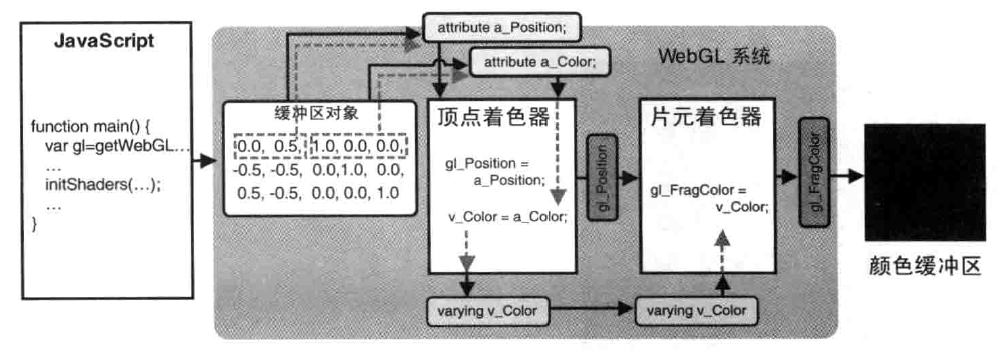 JavaScript
function main() {
var gl=getWebGL...
...
initShaders(...);
...
}
WebGL 系统
attribute a_Position;
attribute a_Color;
缓冲区对象
0.0, 0.5, 1.0, 0.0, 0.0,
-0.5, -0.5, 0.0,1.0, 0.0,
0.5, -0.5, 0.0, 0.0, 1.0
顶点着色器
gl_Position =
a_Position;
v_Color = a_Color;
gl_Position
片元着色器
gl_FragColor =
v_Color;
gl_FragColor
varying v_Color
varying v_Color
颜色缓冲区